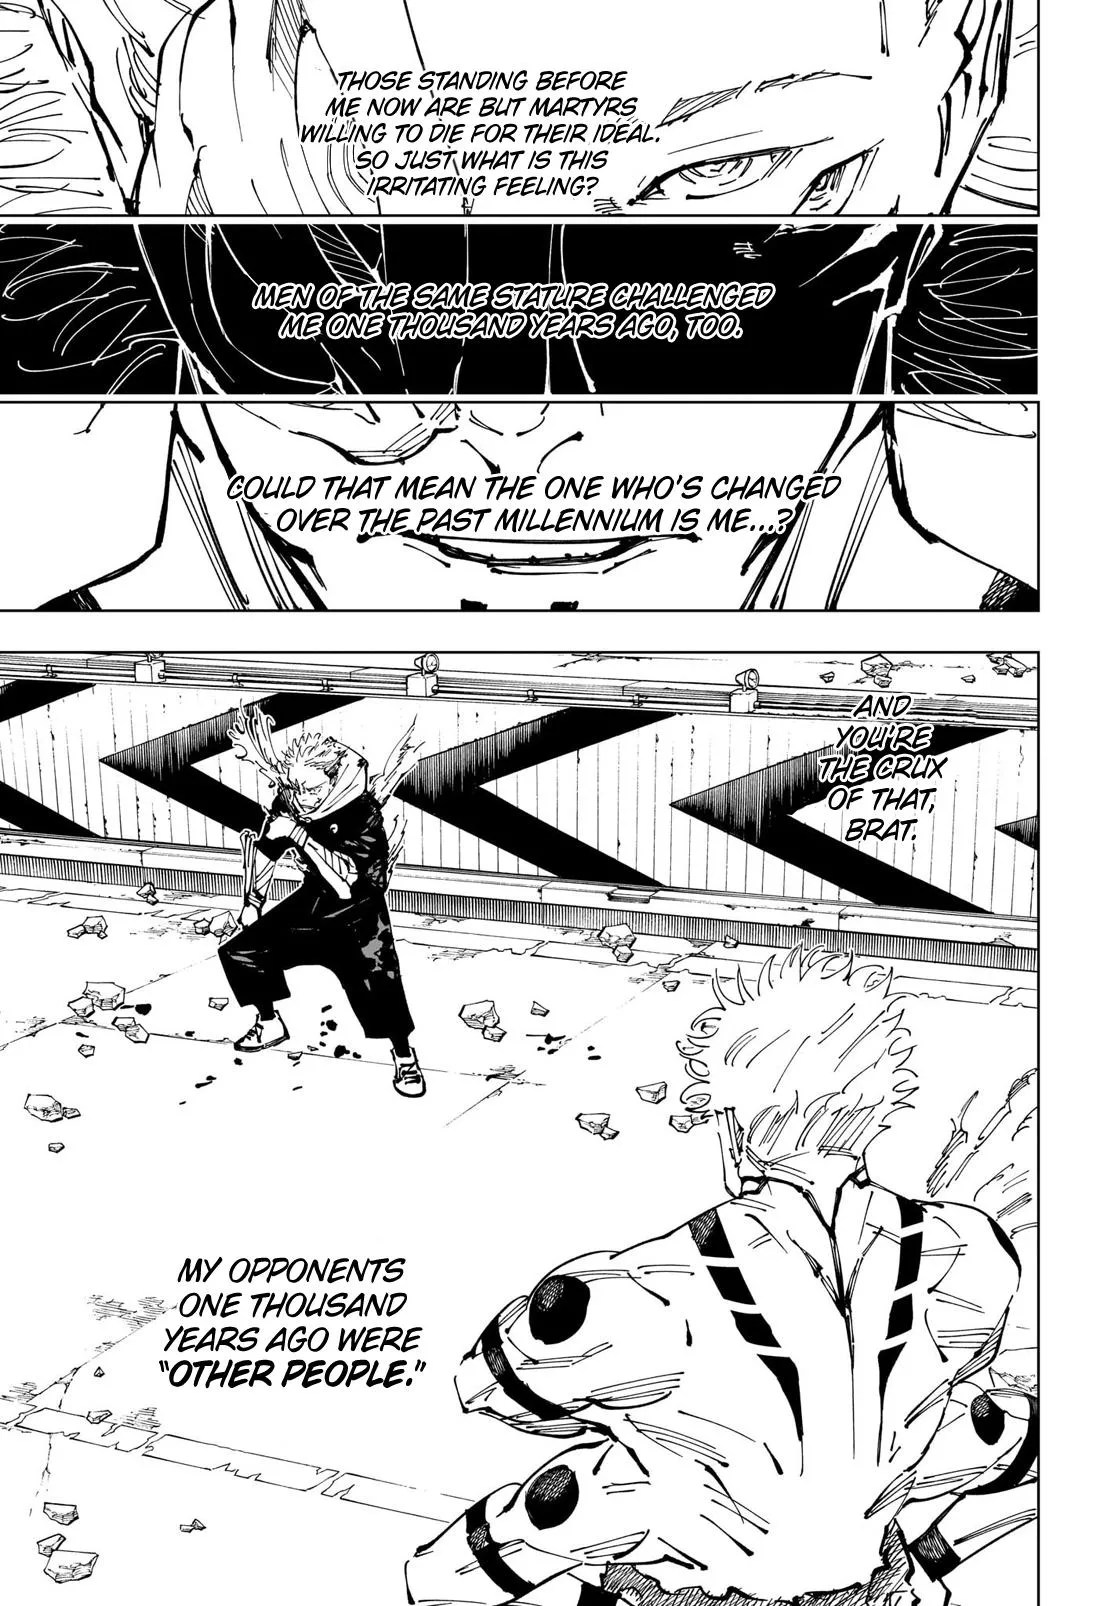 THOSE STANDING BEFORE
ME NOW ARE BUT MARTYRS
WILLING TO DIE FOR THEIR IDEAL.
SO JUST WHAT IS THIS
IRRITATING FEELING?
MEN OF THE SAME STATURE CHALLENGED
ME ONE THOUSAND YEARS AGO, TOO.
COULD THAT MEAN THE ONE WHO'S CHANGED
OVER THE PAST MILLENNIUM IS ME...?
AND
YOU'RE
THE CRUX
OF THAT,
BRAT.
MY OPPONENTS
ONE THOUSAND
YEARS AGO WERE
"OTHER PEOPLE."